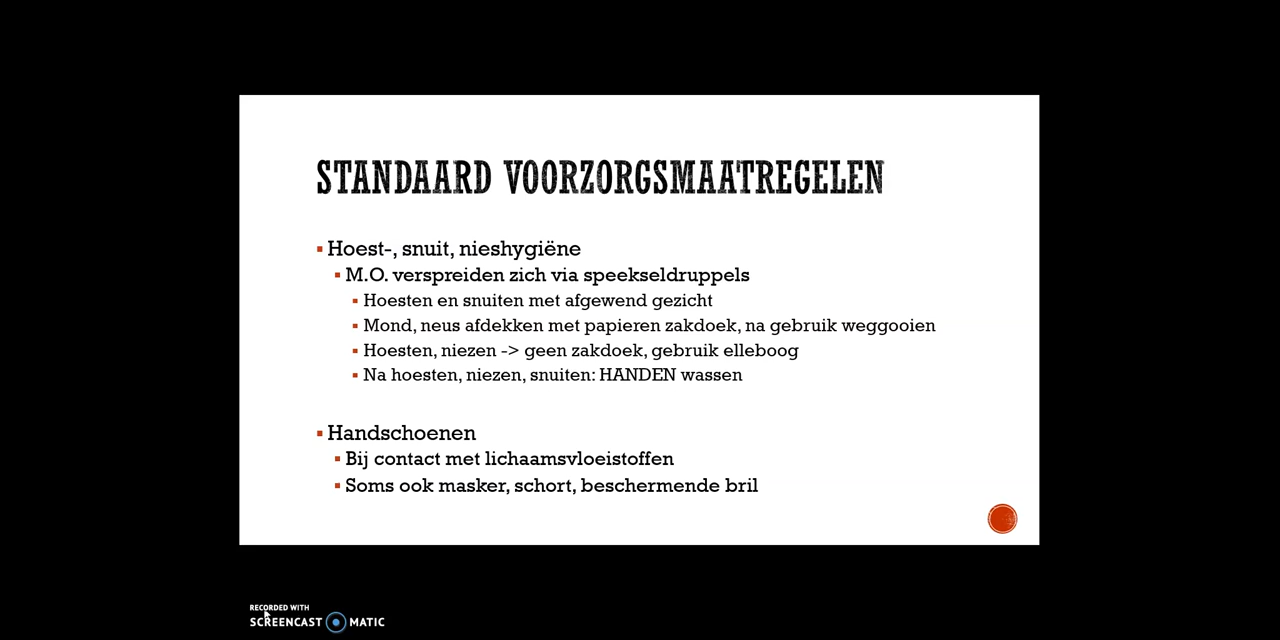 STANDAARD VOORZORGSMAATREGELEN
Hoest-, snuit, nieshygiëne
M.O. verspreiden zich via speekseldruppels
Hoesten en snuiten met afgewend gezicht
Mond, neus afdekken met papieren zakdoek, na gebruik weggooien
Hoesten, niezen -> geen zakdoek, gebruik elleboog
Na hoesten, niezen, snuiten: HANDEN wassen
Handschoenen
Bij contact met lichaamsvloeistoffen
Soms ook masker, schort, beschermende bril
RECORDED WITH
SCREENCAST MATIC